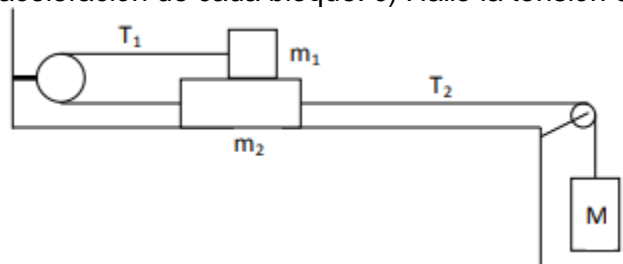 aceleración de cada bloque. c) Halle la tensión
T₁
m₁
T₂
m₂
M